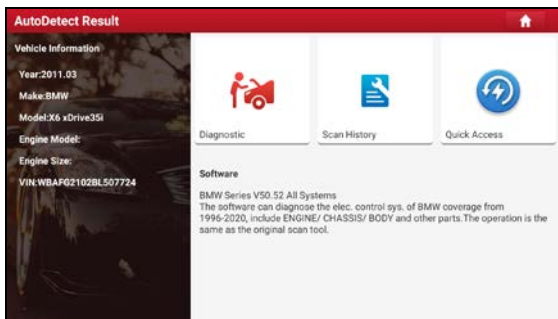 AutoDetect Result
Vehicle Information
Year:2011.03
Make:BMW
Model:X6 xDrive35i
Engine Model:
Engine Size:
VIN:WBAFG2102BL507724
Diagnostic
Scan History
Quick Access
Software
BMW Series V50.52 All Systems
The software can diagnose the elec. control sys. of BMW coverage from
1996-2020, include ENGINE/ CHASSIS/ BODY and other parts.The operation is the
same as the original scan tool.